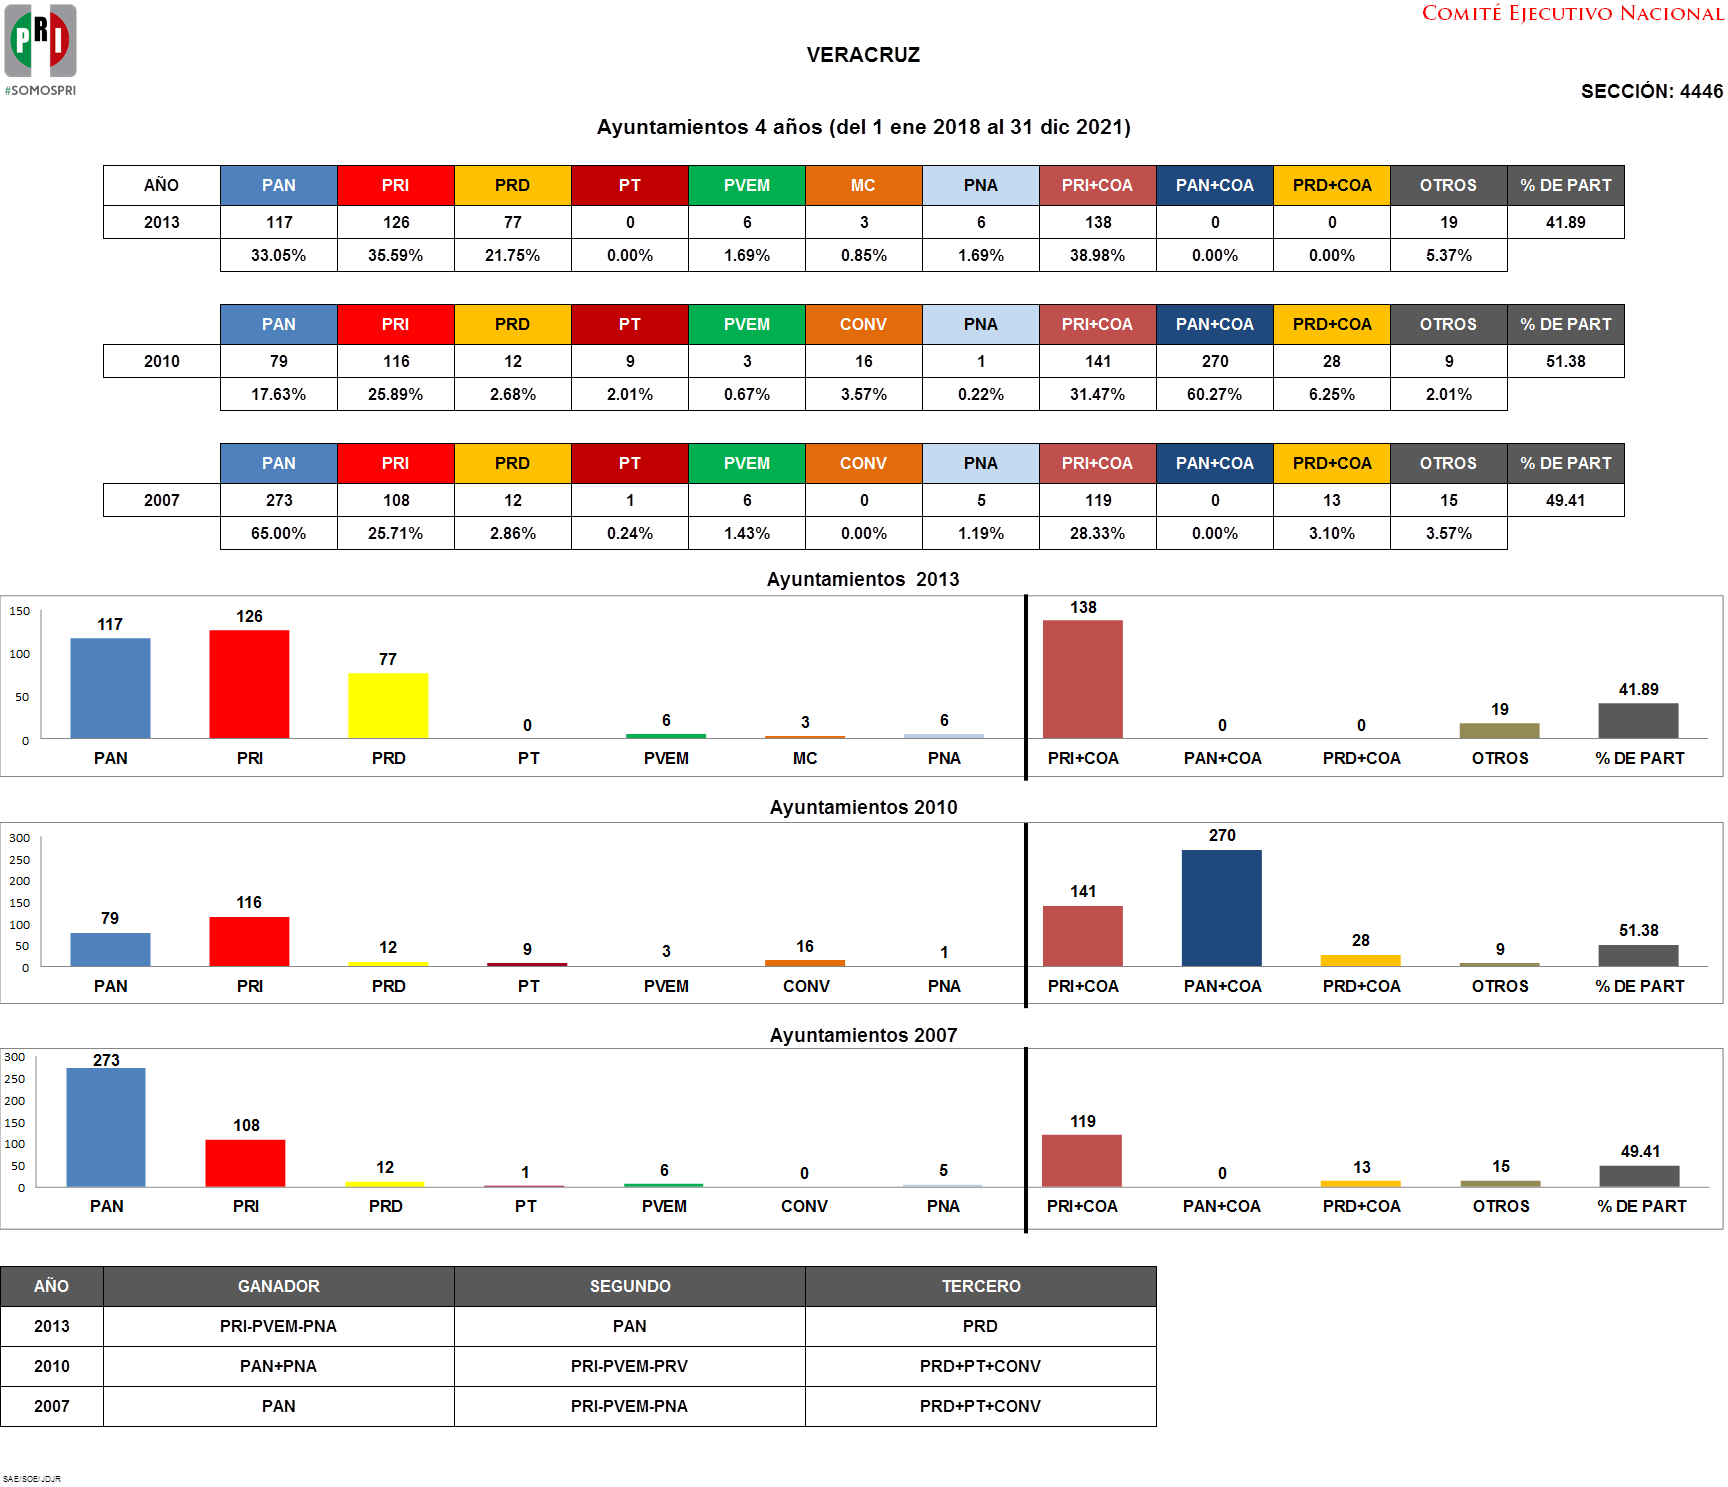 COMITÉ EJECUTIVO NACIONAL
PRI
#SOMOSPRI
VERACRUZ
SECCIÓN: 4446
Ayuntamientos 4 años (del 1 ene 2018 al 31 dic 2021)
AÑO PAN PRI PRD PT PVEM MC PNA PRI+COA PAN+COA PRD+COA OTROS % DE PART
2013 117 126 77 0 6 3 6 138 0 0 19 41.89
33.05% 35.59% 21.75% 0.00% 1.69% 0.85% 1.69% 38.98% 0.00% 0.00% 5.37%
PAN PRI PRD PT PVEM CONV PNA PRI+COA PAN+COA PRD+COA OTROS % DE PART
2010 79 116 12 9 3 16 1 141 270 28 9 51.38
17.63% 25.89% 2.68% 2.01% 0.67% 3.57% 0.22% 31.47% 60.27% 6.25% 2.01%
PAN PRI PRD PT PVEM CONV PNA PRI+COA PAN+COA PRD+COA OTROS % DE PART
2007 273 108 12 1 6 0 5 119 0 13 15 49.41
65.00% 25.71% 2.86% 0.24% 1.43% 0.00% 1.19% 28.33% 0.00% 3.10% 3.57%
Ayuntamientos 2013
150
100
50
0
117 126 77 0 6 3 6 138 0 0 19 41.89
PAN PRI PRD PT PVEM MC PNA PRI+COA PAN+COA PRD+COA OTROS % DE PART
Ayuntamientos 2010
300
250
200
150
100
50
0
79 116 12 9 3 16 1 141 270 28 9 51.38
PAN PRI PRD PT PVEM CONV PNA PRI+COA PAN+COA PRD+COA OTROS % DE PART
Ayuntamientos 2007
300
250
200
150
100
50
0
273 108 12 1 6 0 5 119 0 13 15 49.41
PAN PRI PRD PT PVEM CONV PNA PRI+COA PAN+COA PRD+COA OTROS % DE PART
AÑO GANADOR SEGUNDO TERCERO
2013 PRI-PVEM-PNA PAN PRD
2010 PAN+PNA PRI-PVEM-PRV PRD+PT+CONV
2007 PAN PRI-PVEM-PNA PRD+PT+CONV
SAE/SOE/JDJR